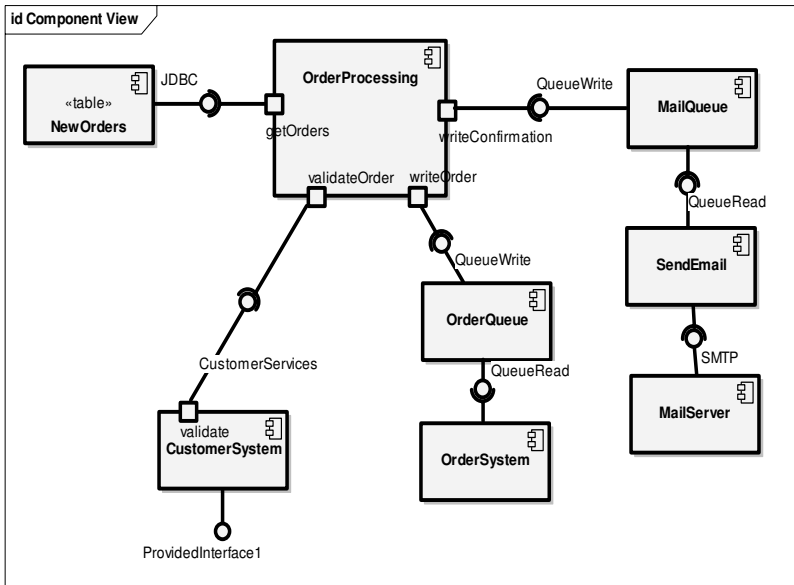 id Component View
JDBC
«table»
NewOrders
OrderProcessing
getOrders
validateOrder
writeOrder
writeConfirmation
QueueWrite
MailQueue
QueueRead
SendEmail
SMTP
MailServer
QueueWrite
OrderQueue
QueueRead
OrderSystem
CustomerServices
validate
CustomerSystem
ProvidedInterface1